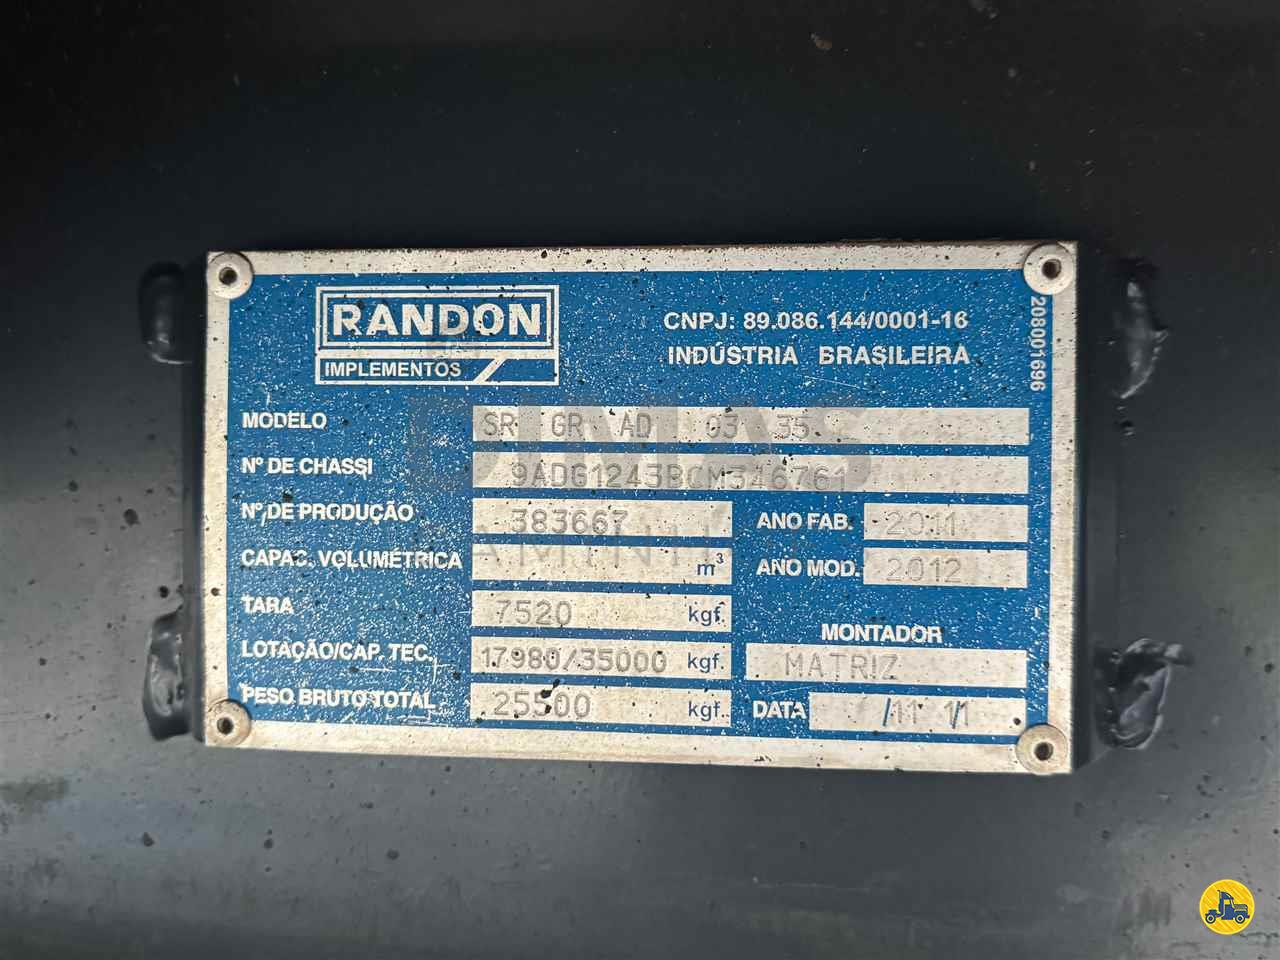 RANDON
IMPLEMENTOS
CNPJ: 89.086.144/0001-16
INDÚSTRIA BRASILEIRA
208001696
MODELO SR GR AD 03 35
Nº DE CHASSI 9ADG1243BCM346761
Nº DE PRODUÇÃO 383667 ANO FAB. 2011
CAPAC. VOLUMÉTRICA m³ ANO MOD. 2012
TARA 7520 kgf.
MONTADOR
LOTAÇÃO/CAP. TEC. 17980/35000 kgf. MATRIZ
PESO BRUTO TOTAL 25500 kgf. DATA /11 1/1